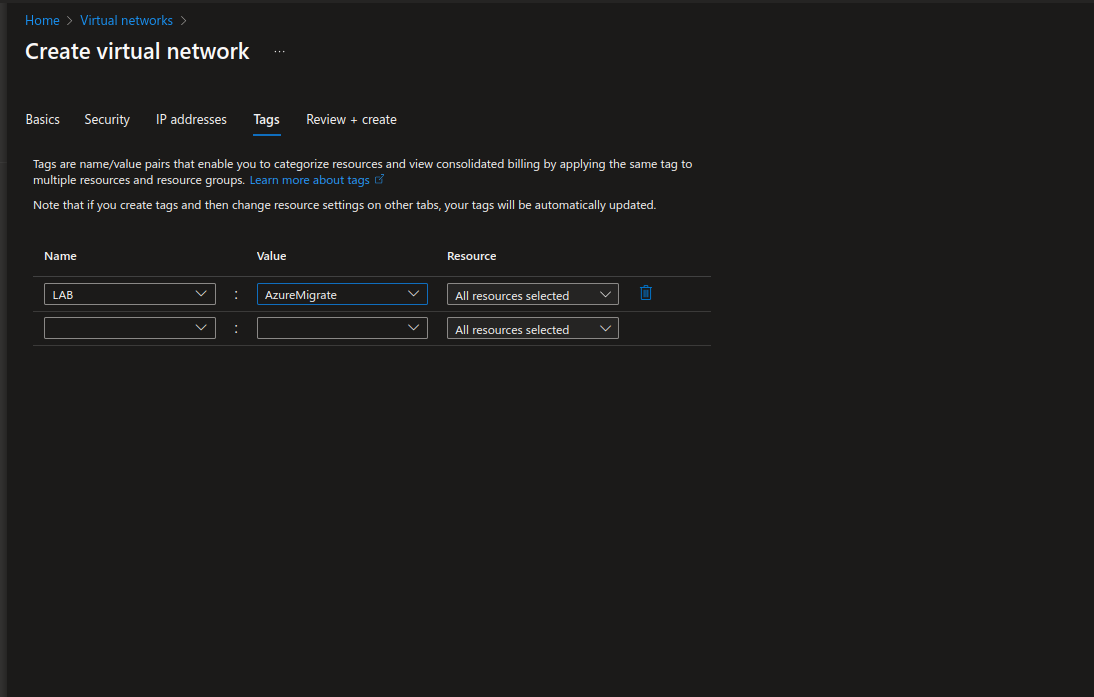 Home > Virtual networks >
Create virtual network ...
Basics Security IP addresses Tags Review + create
Tags are name/value pairs that enable you to categorize resources and view consolidated billing by applying the same tag to
multiple resources and resource groups. Learn more about tags
Note that if you create tags and then change resource settings on other tabs, your tags will be automatically updated.
Name Value Resource
LAB : AzureMigrate All resources selected
: All resources selected